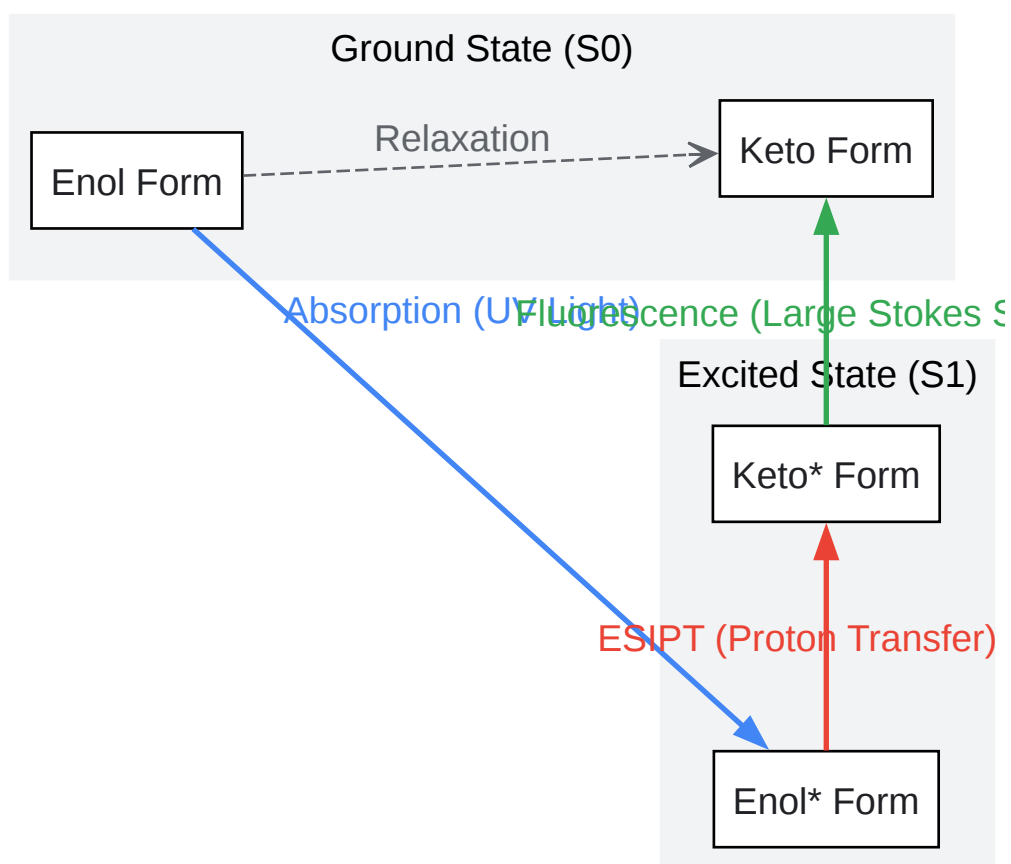 Ground State (S0)
Relaxation
Keto Form
Enol Form
Absorption (UV Light)
Fluorescence (Large Stokes S
Excited State (S1)
Keto* Form
ESIPT (Proton Transfer)
Enol* Form